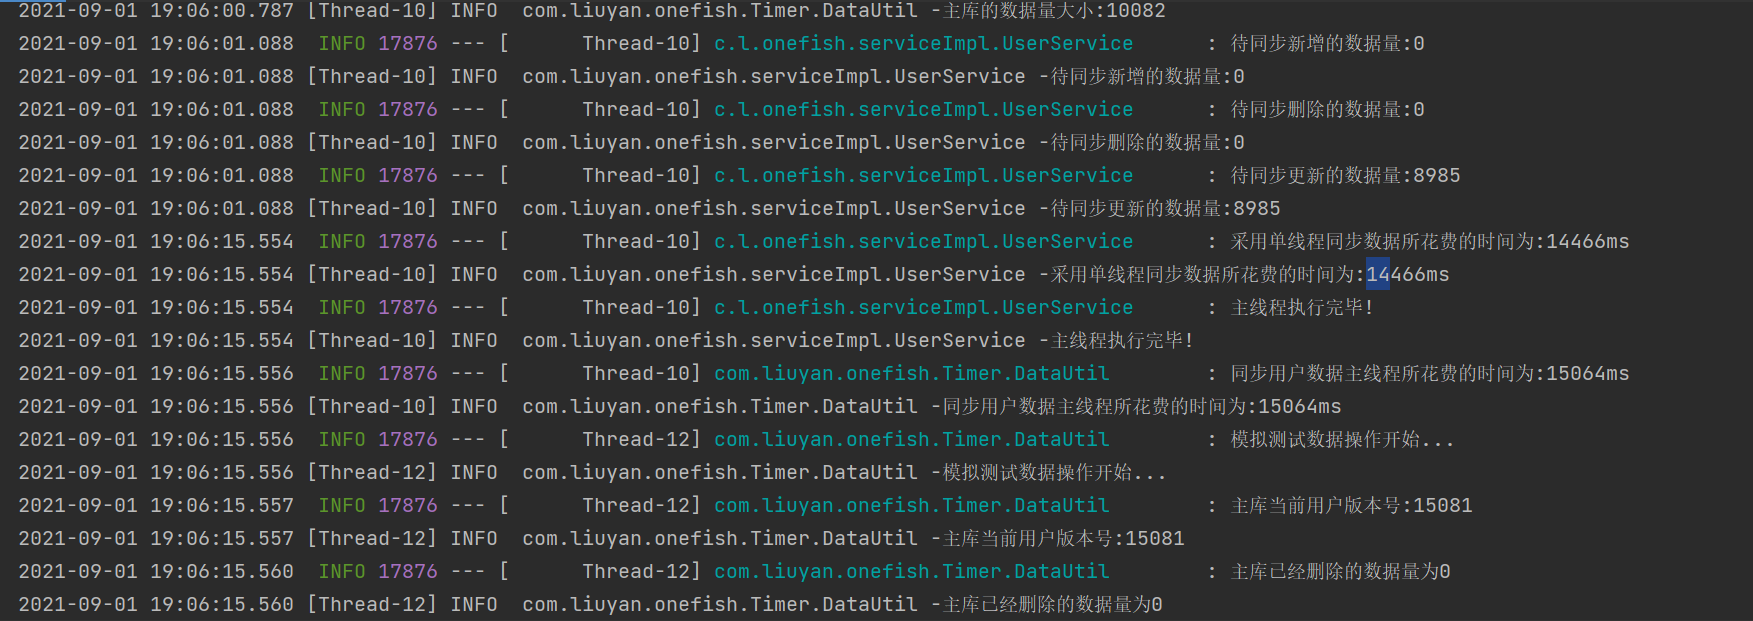 2021-09-01 19:06:00.787 [Thread-10] INFO  com.liuyan.onefish.Timer.DataUtil -主库的数据量大小:10082
2021-09-01 19:06:01.088  INFO 17876 --- [      Thread-10] c.l.onefish.serviceImpl.UserService      : 待同步新增的数据量:0
2021-09-01 19:06:01.088 [Thread-10] INFO  com.liuyan.onefish.serviceImpl.UserService -待同步新增的数据量:0
2021-09-01 19:06:01.088  INFO 17876 --- [      Thread-10] c.l.onefish.serviceImpl.UserService      : 待同步删除的数据量:0
2021-09-01 19:06:01.088 [Thread-10] INFO  com.liuyan.onefish.serviceImpl.UserService -待同步删除的数据量:0
2021-09-01 19:06:01.088  INFO 17876 --- [      Thread-10] c.l.onefish.serviceImpl.UserService      : 待同步更新的数据量:8985
2021-09-01 19:06:01.088 [Thread-10] INFO  com.liuyan.onefish.serviceImpl.UserService -待同步更新的数据量:8985
2021-09-01 19:06:15.554  INFO 17876 --- [      Thread-10] c.l.onefish.serviceImpl.UserService      : 采用单线程同步数据所花费的时间为:14466ms
2021-09-01 19:06:15.554 [Thread-10] INFO  com.liuyan.onefish.serviceImpl.UserService -采用单线程同步数据所花费的时间为:14466ms
2021-09-01 19:06:15.554  INFO 17876 --- [      Thread-10] c.l.onefish.serviceImpl.UserService      : 主线程执行完毕!
2021-09-01 19:06:15.554 [Thread-10] INFO  com.liuyan.onefish.serviceImpl.UserService -主线程执行完毕!
2021-09-01 19:06:15.556  INFO 17876 --- [      Thread-10] com.liuyan.onefish.Timer.DataUtil        : 同步用户数据主线程所花费的时间为:15064ms
2021-09-01 19:06:15.556 [Thread-10] INFO  com.liuyan.onefish.Timer.DataUtil -同步用户数据主线程所花费的时间为:15064ms
2021-09-01 19:06:15.556  INFO 17876 --- [      Thread-12] com.liuyan.onefish.Timer.DataUtil        : 模拟测试数据操作开始...
2021-09-01 19:06:15.556 [Thread-12] INFO  com.liuyan.onefish.Timer.DataUtil -模拟测试数据操作开始...
2021-09-01 19:06:15.557  INFO 17876 --- [      Thread-12] com.liuyan.onefish.Timer.DataUtil        : 主库当前用户版本号:15081
2021-09-01 19:06:15.557 [Thread-12] INFO  com.liuyan.onefish.Timer.DataUtil -主库当前用户版本号:15081
2021-09-01 19:06:15.560  INFO 17876 --- [      Thread-12] com.liuyan.onefish.Timer.DataUtil        : 主库已经删除的数据量为0
2021-09-01 19:06:15.560 [Thread-12] INFO  com.liuyan.onefish.Timer.DataUtil -主库已经删除的数据量为0